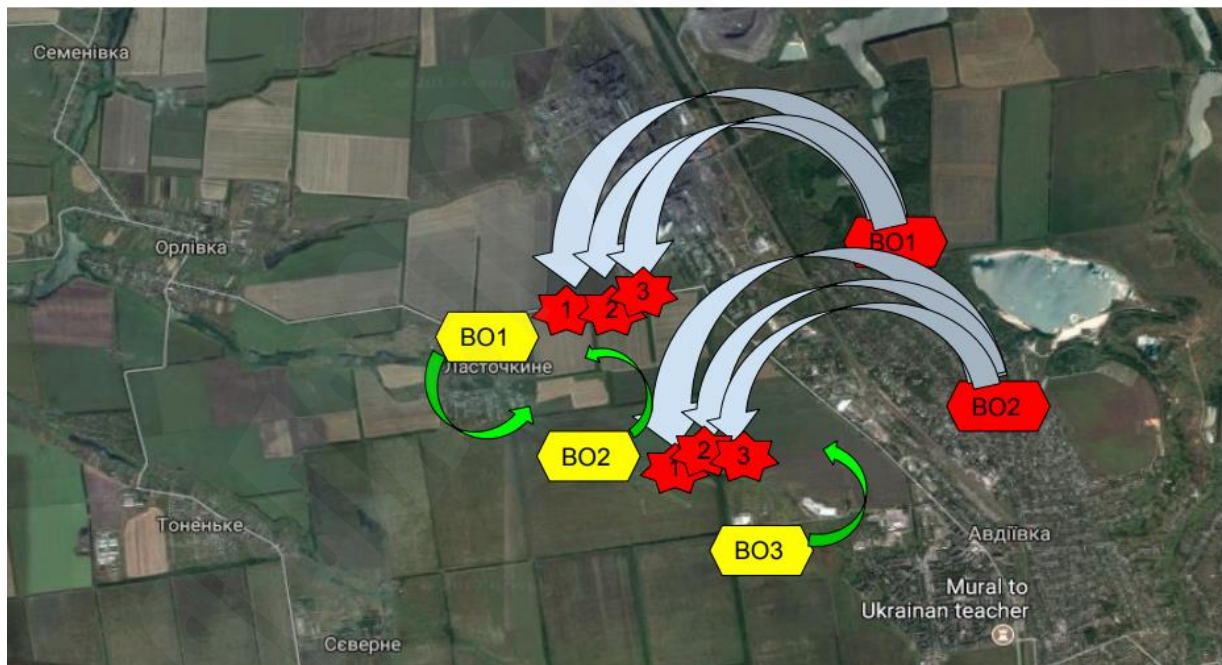 Семенівка
Орлівка
ВО1
1
2
3
ВО1
Ласточкине
ВО2
ВО2
1
2
3
Тоненьке
ВО3
Авдіївка
Mural to
Ukrainan teacher
Сєверне